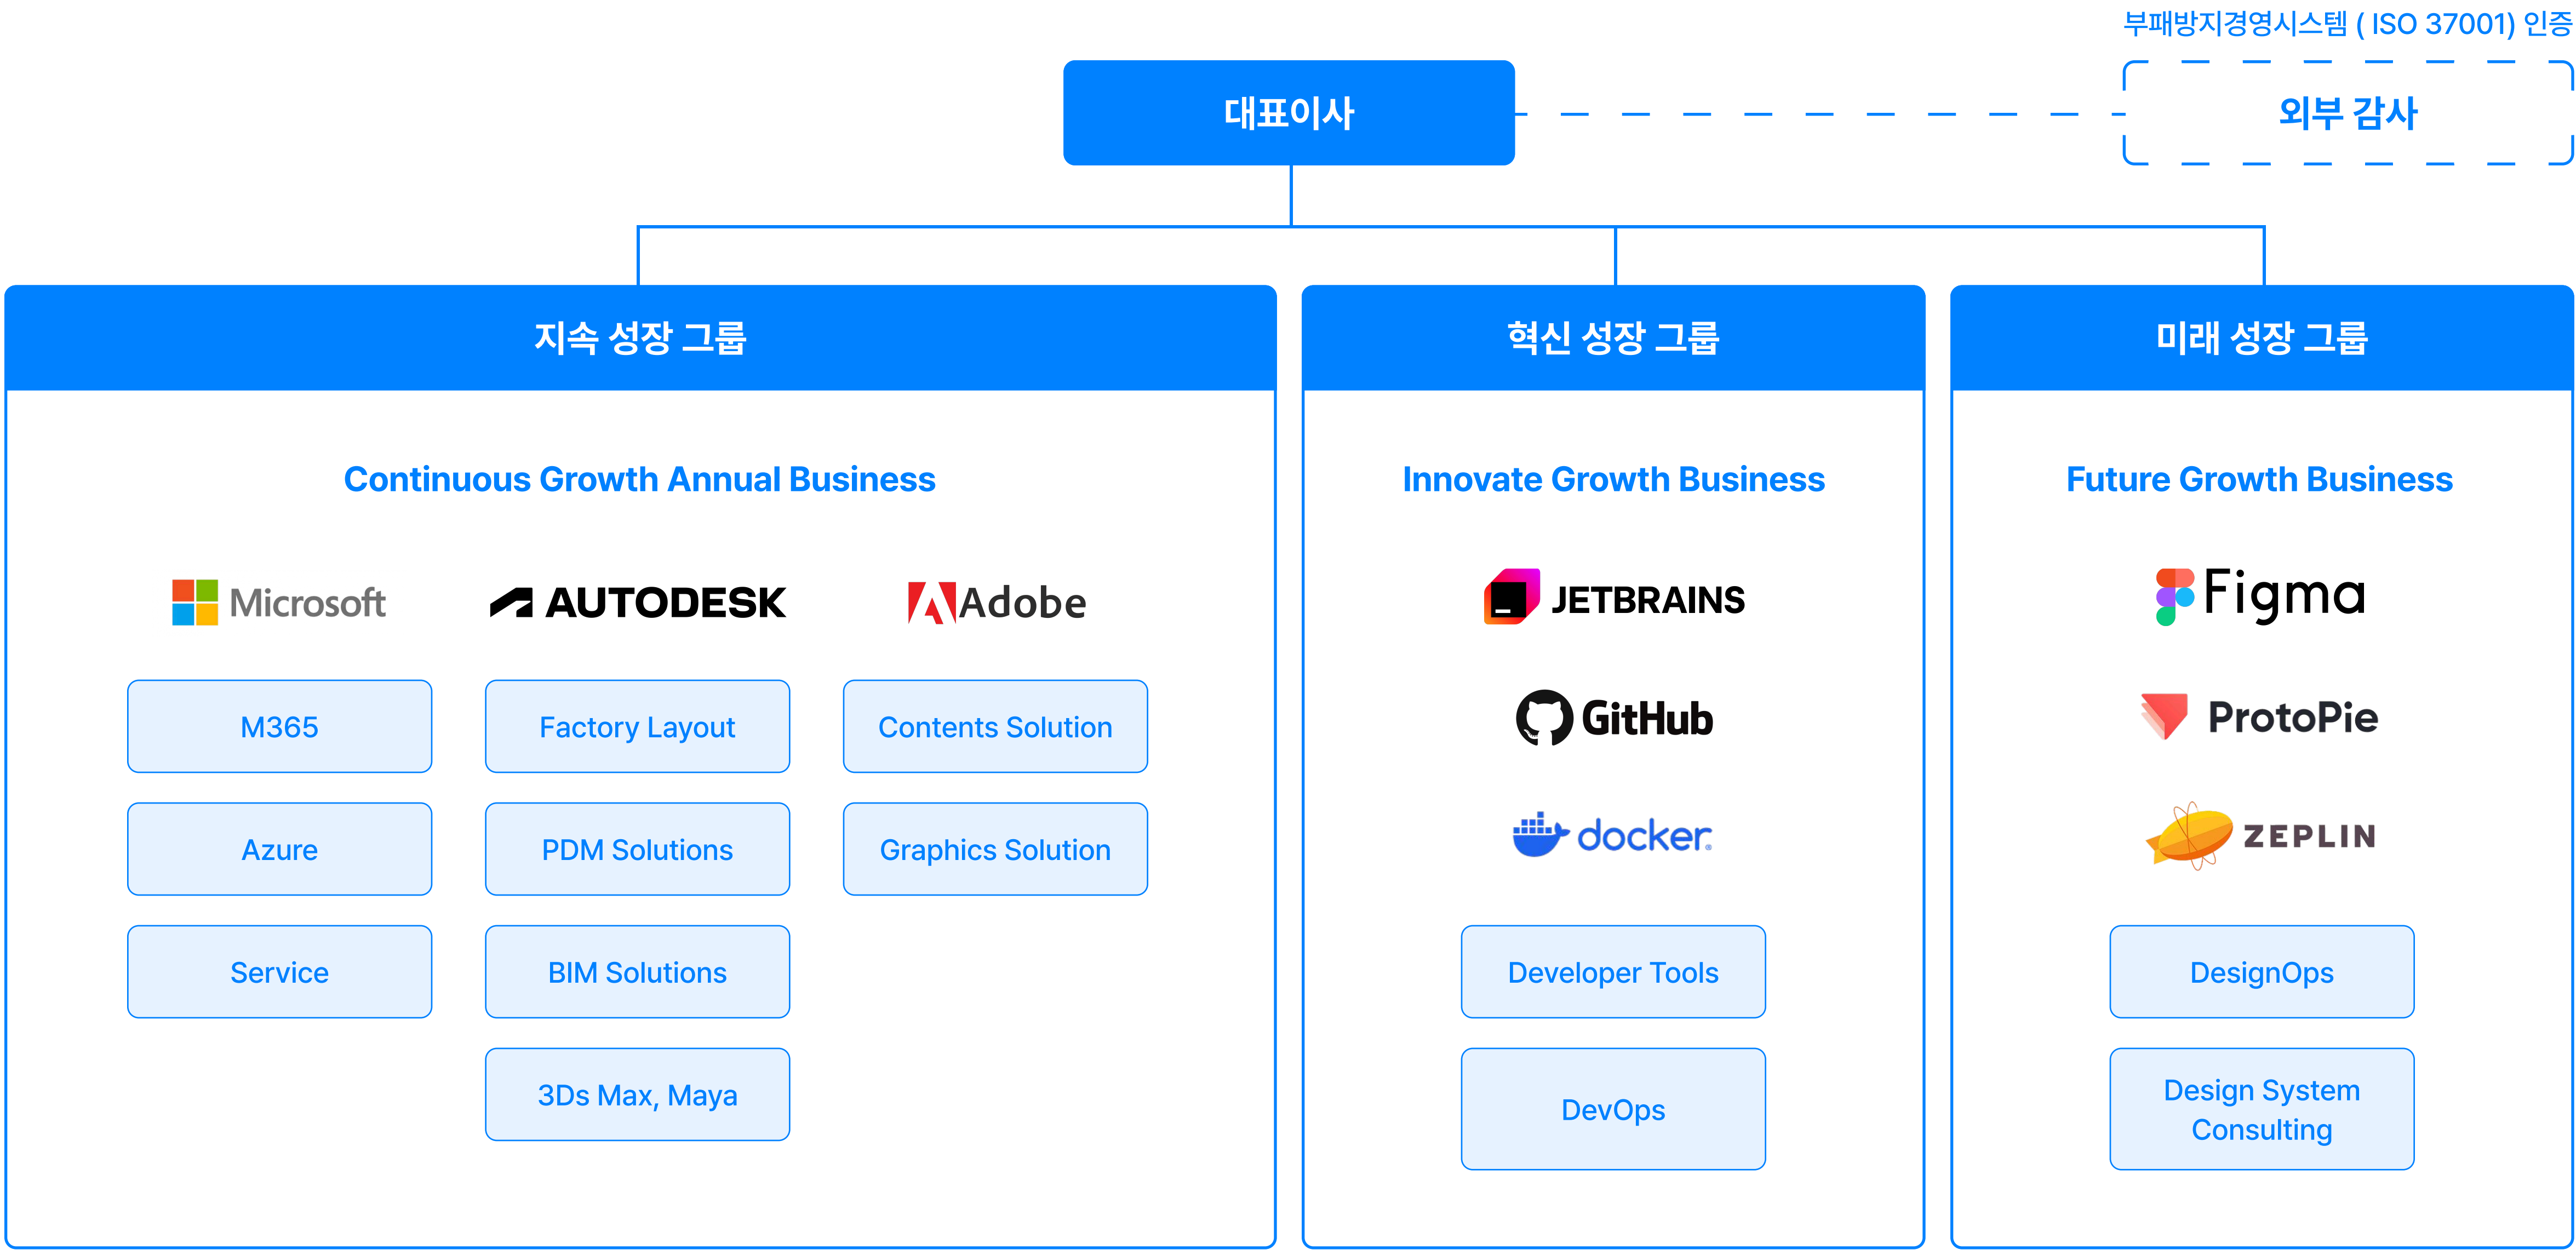 부패방지경영시스템 ( ISO 37001) 인증
대표이사
외부 감사
지속 성장 그룹
Continuous Growth Annual Business
Microsoft
AUTODESK
Adobe
M365
Factory Layout
Contents Solution
Azure
PDM Solutions
Graphics Solution
Service
BIM Solutions
3Ds Max, Maya
혁신 성장 그룹
Innovate Growth Business
JETBRAINS
GitHub
docker®
Developer Tools
DevOps
미래 성장 그룹
Future Growth Business
Figma
ProtoPie
ZEPLIN
DesignOps
Design System
Consulting